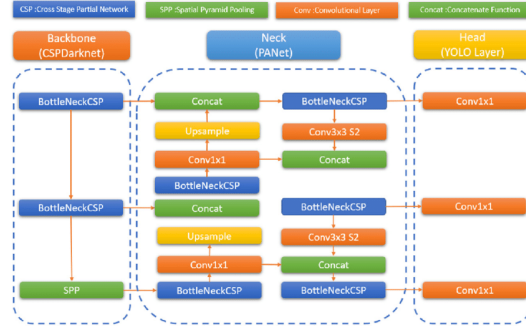 CSP :Cross Stage Partial Network
SPP :Spatial Pyramid Pooling
Conv :Convolutional Layer
Concat :Concatenate Function
Backbone
(CSPDarknet)
Neck
(PANet)
Head
(YOLO Layer)
BottleNeckCSP
Concat
BottleNeckCSP
Conv1x1
Upsample
Conv3x3 S2
Conv1x1
Concat
BottleNeckCSP
BottleNeckCSP
Concat
BottleNeckCSP
Conv1x1
Upsample
Conv3x3 S2
Conv1x1
Concat
SPP
BottleNeckCSP
BottleNeckCSP
Conv1x1